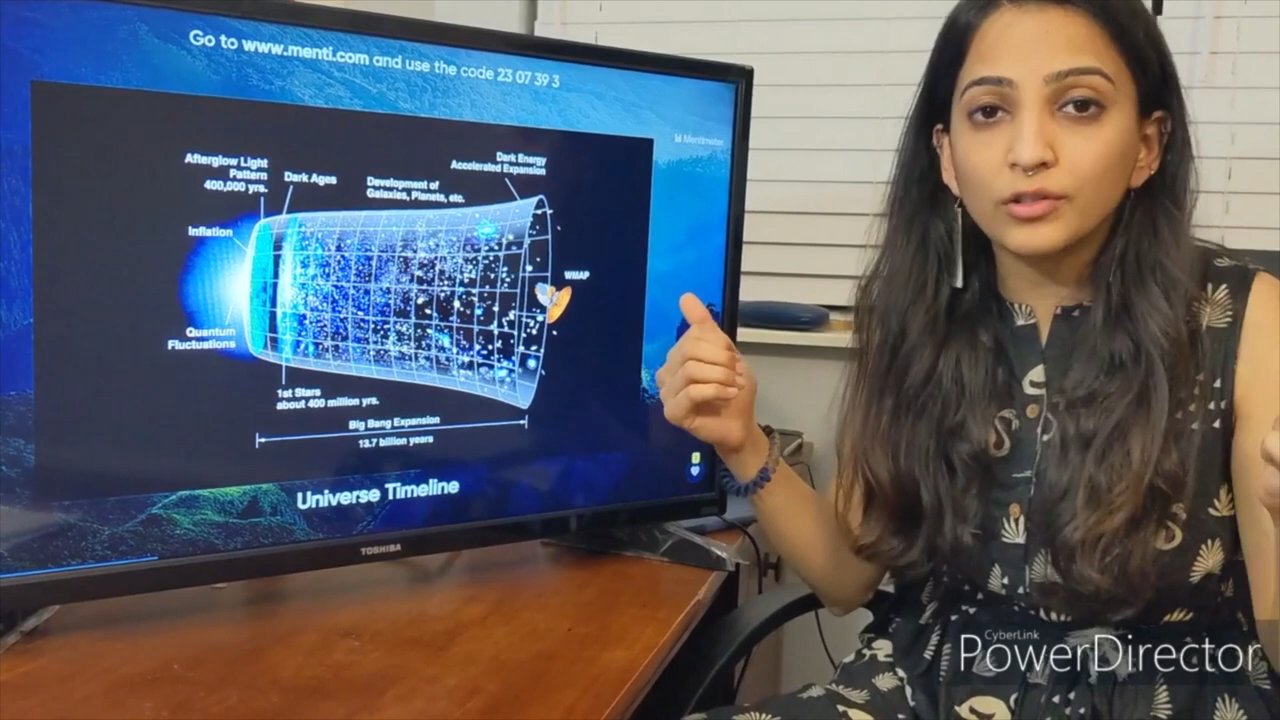 Go to www.menti.com and use the code 23 07 39 3
Mentimeter
Afterglow Light
Pattern
400,000 yrs.
Dark Ages
Development of
Galaxies, Planets, etc.
Dark Energy
Accelerated Expansion
Inflation
WMAP
Quantum
Fluctuations
1st Stars
about 400 million yrs.
Big Bang Expansion
13.7 billion years
Universe Timeline
TOSHIBA
CyberLink
PowerDirector